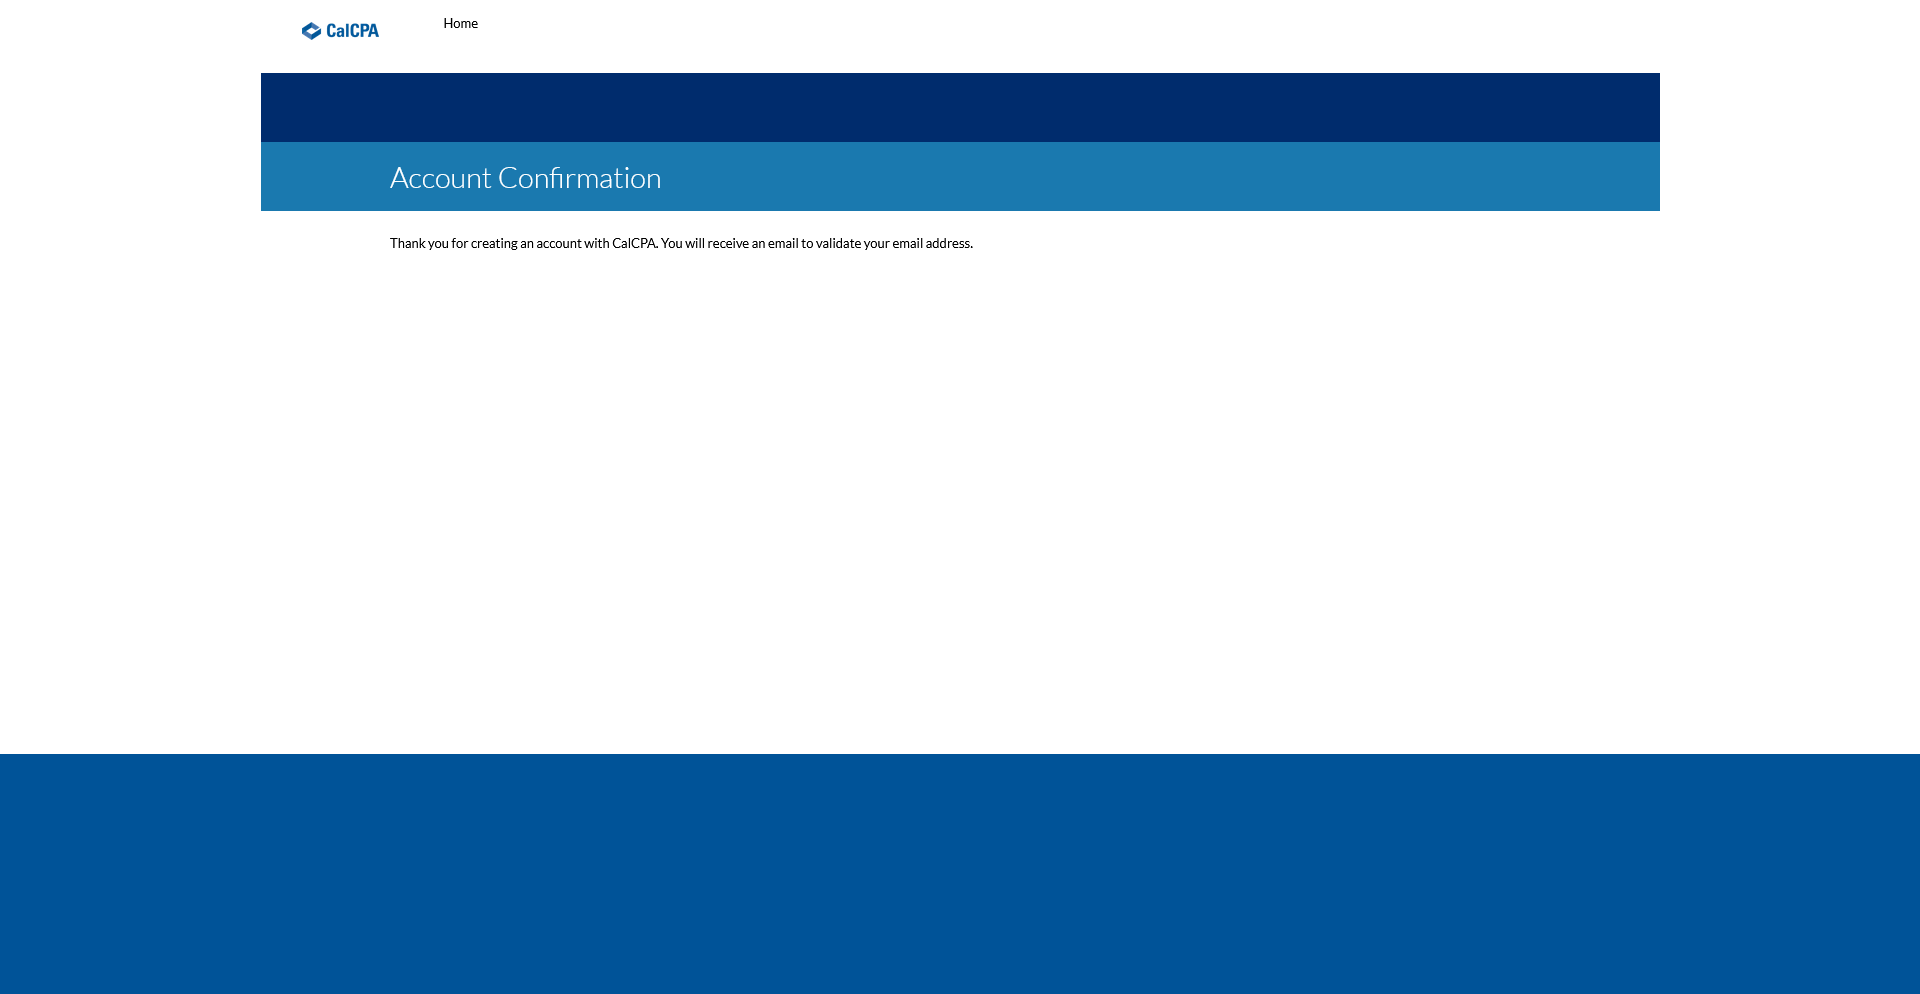 CalCPA
Home
Account Confirmation
Thank you for creating an account with CalCPA. You will receive an email to validate your email address.